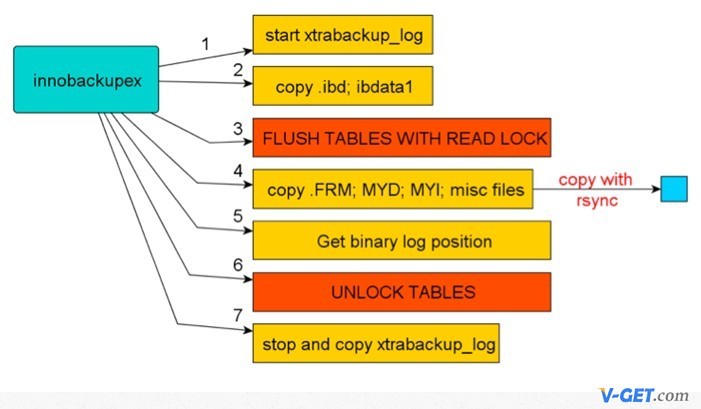 innobackupex
1
start xtrabackup_log
2
copy .ibd; ibdata1
3
FLUSH TABLES WITH READ LOCK
4
copy .FRM; MYD; MYI; misc files
copy with
rsync
5
Get binary log position
6
UNLOCK TABLES
7
stop and copy xtrabackup_log
V-GET.com